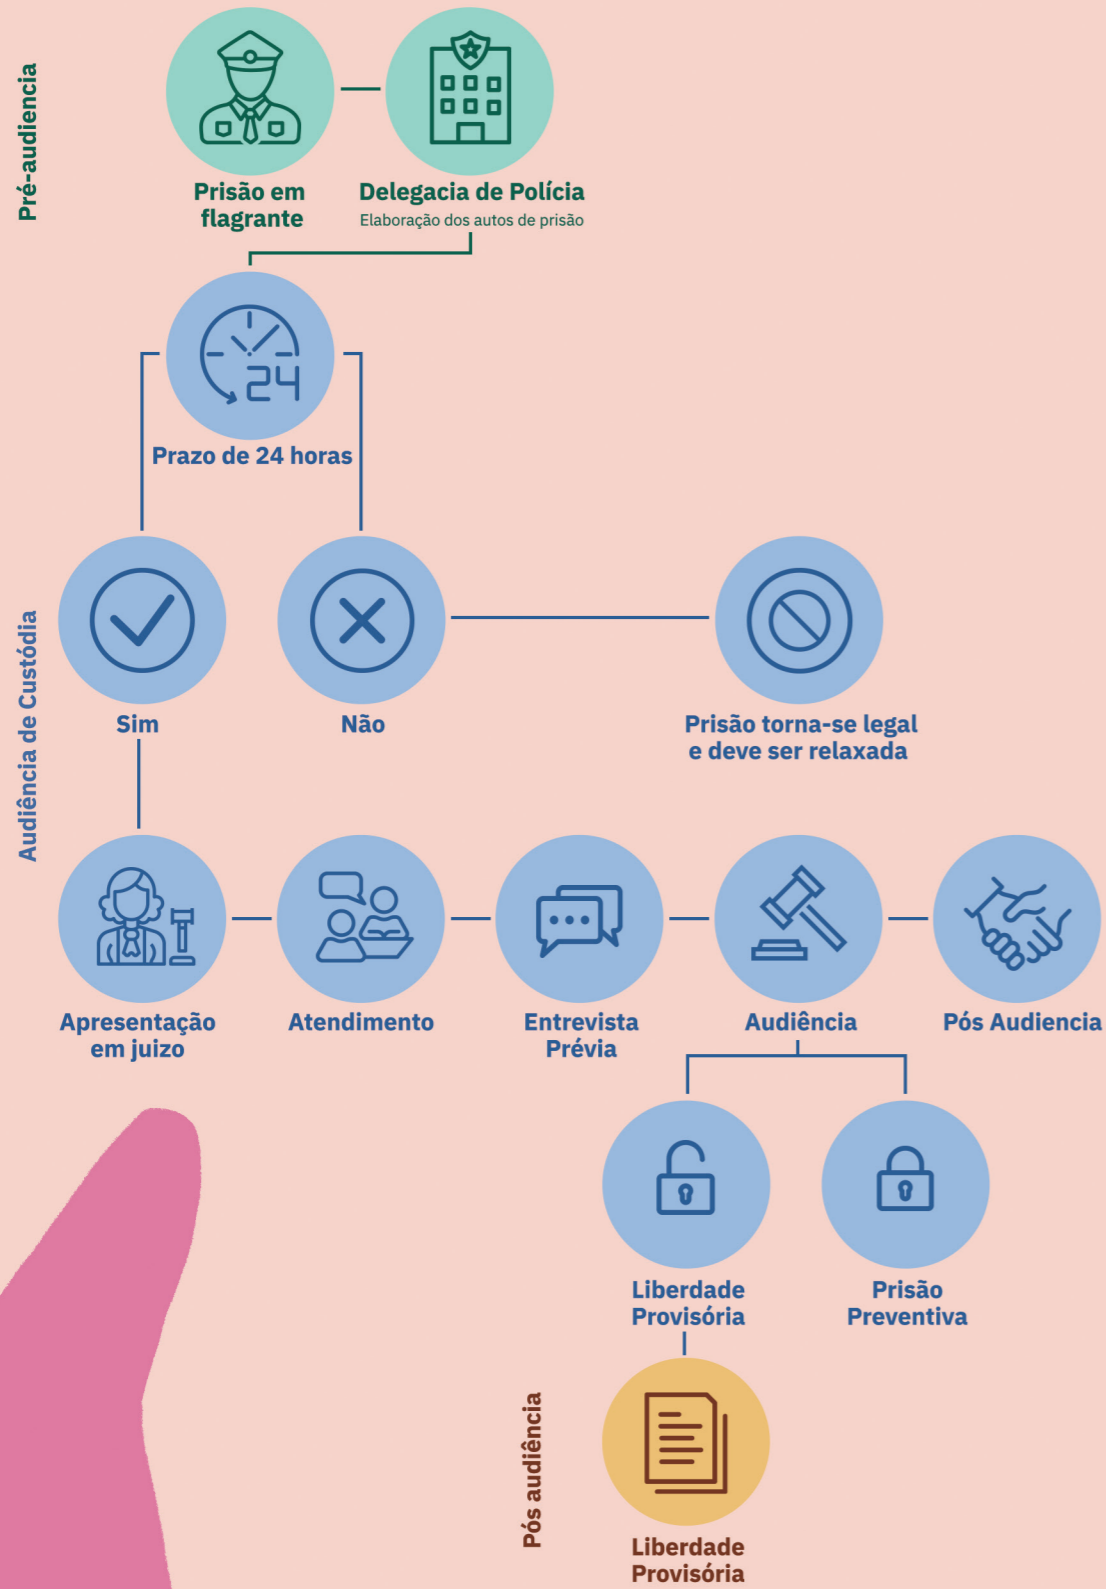 Pré-audiencia
Prisão em
flagrante
Delegacia de Polícia
Elaboração dos autos de prisão
24
Prazo de 24 horas
Audiência de Custódia
Sim
Não
Prisão torna-se legal
e deve ser relaxada
Apresentação
em juizo
Atendimento
Entrevista
Prévia
Audiência
Pós Audiencia
Liberdade
Provisória
Prisão
Preventiva
Pós audiência
Liberdade
Provisória